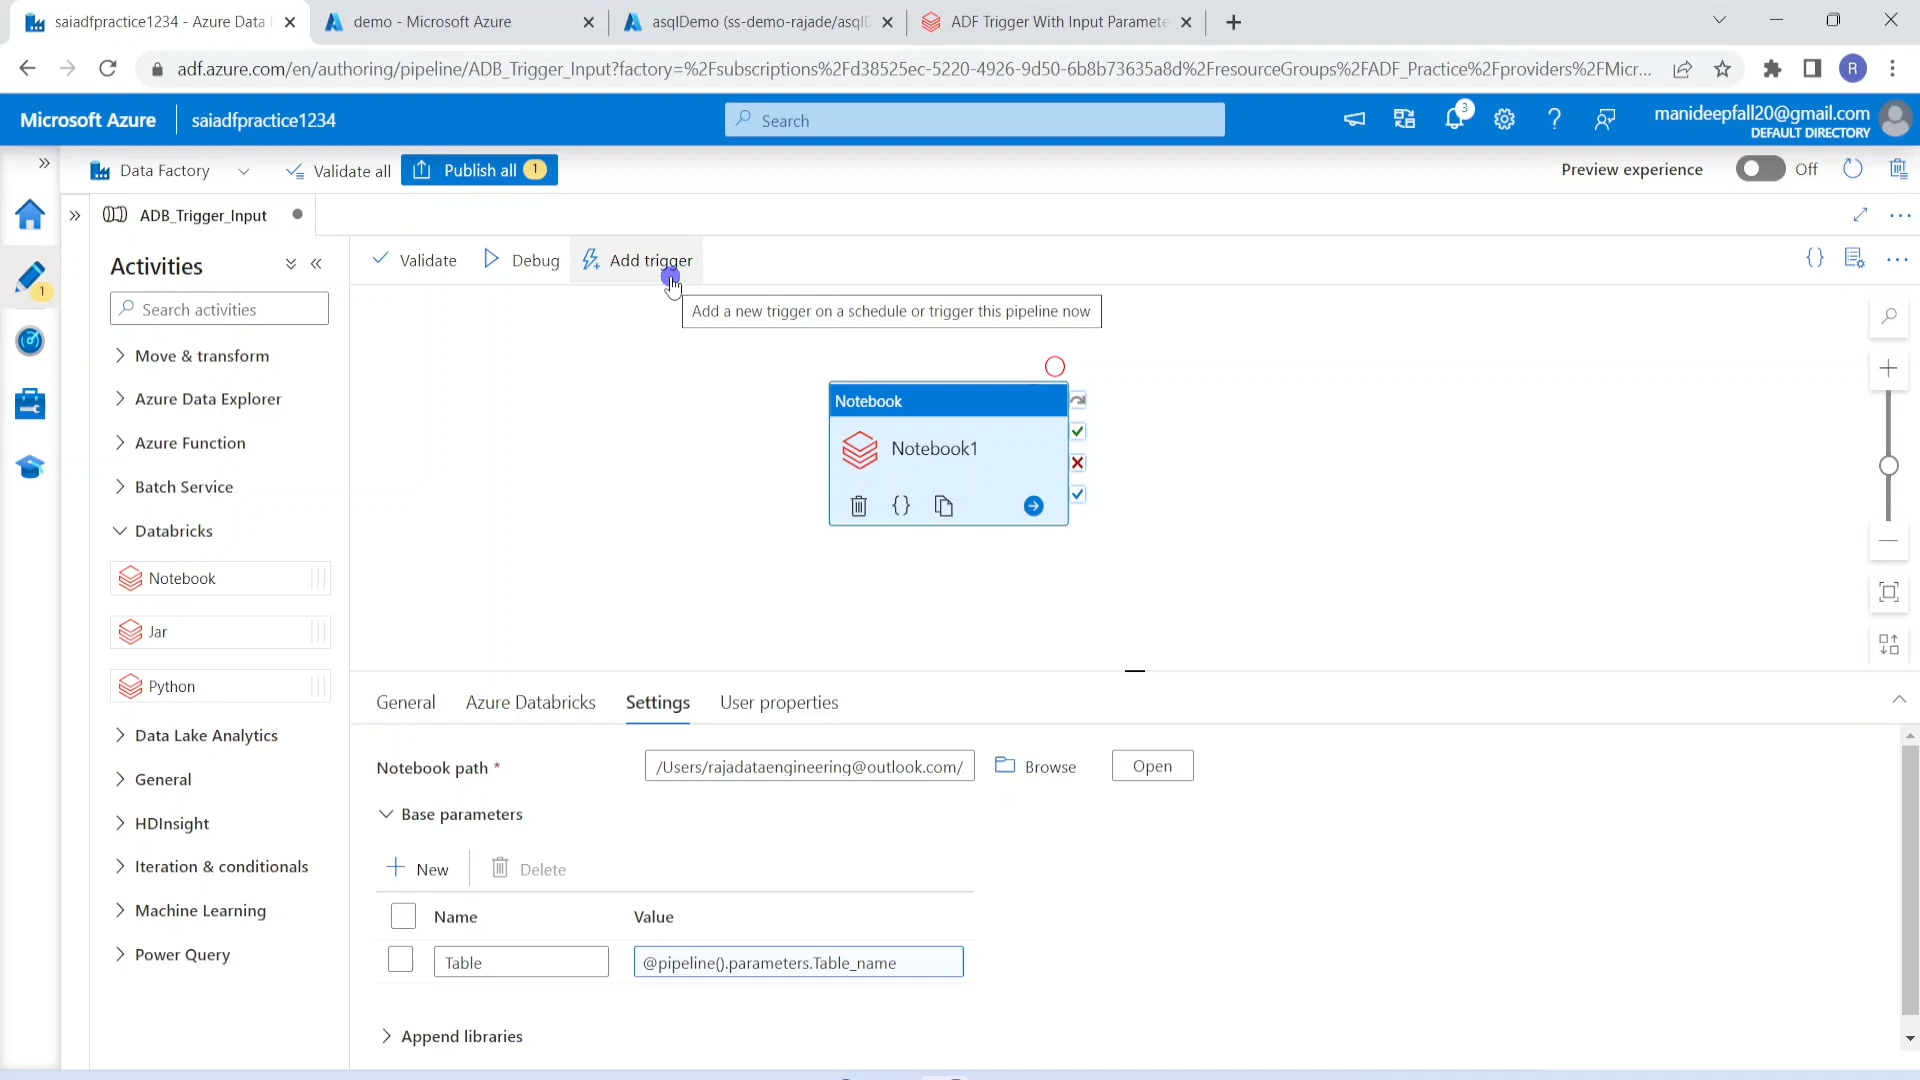 saiadfpractice1234 - Azure Data
demo - Microsoft Azure
asqlDemo (ss-demo-rajade/asqlD
ADF Trigger With Input Paramete
adf.azure.com/en/authoring/pipeline/ADB_Trigger_Input?factory=%2Fsubscriptions%2Fd38525ec-5220-4926-9d50-6b8b73635a8d%2FresourceGroups%2FADF_Practice%2Fproviders%2FMicr...
R
Microsoft Azure
saiadfpractice1234
Search
3
manideepfall20@gmail.com
DEFAULT DIRECTORY
Data Factory
Validate all
Publish all
1
Preview experience
Off
ADB_Trigger_Input
1
Activities
Validate
Debug
Add trigger
Search activities
Add a new trigger on a schedule or trigger this pipeline now
Move & transform
Azure Data Explorer
Azure Function
Batch Service
Databricks
Notebook
Jar
Python
Data Lake Analytics
General
HDInsight
Iteration & conditionals
Machine Learning
Power Query
Notebook
Notebook1
General
Azure Databricks
Settings
User properties
Notebook path *
/Users/rajadataengineering@outlook.com/
Browse
Open
Base parameters
New
Delete
Name
Value
Table
@pipeline().parameters.Table_name
Append libraries